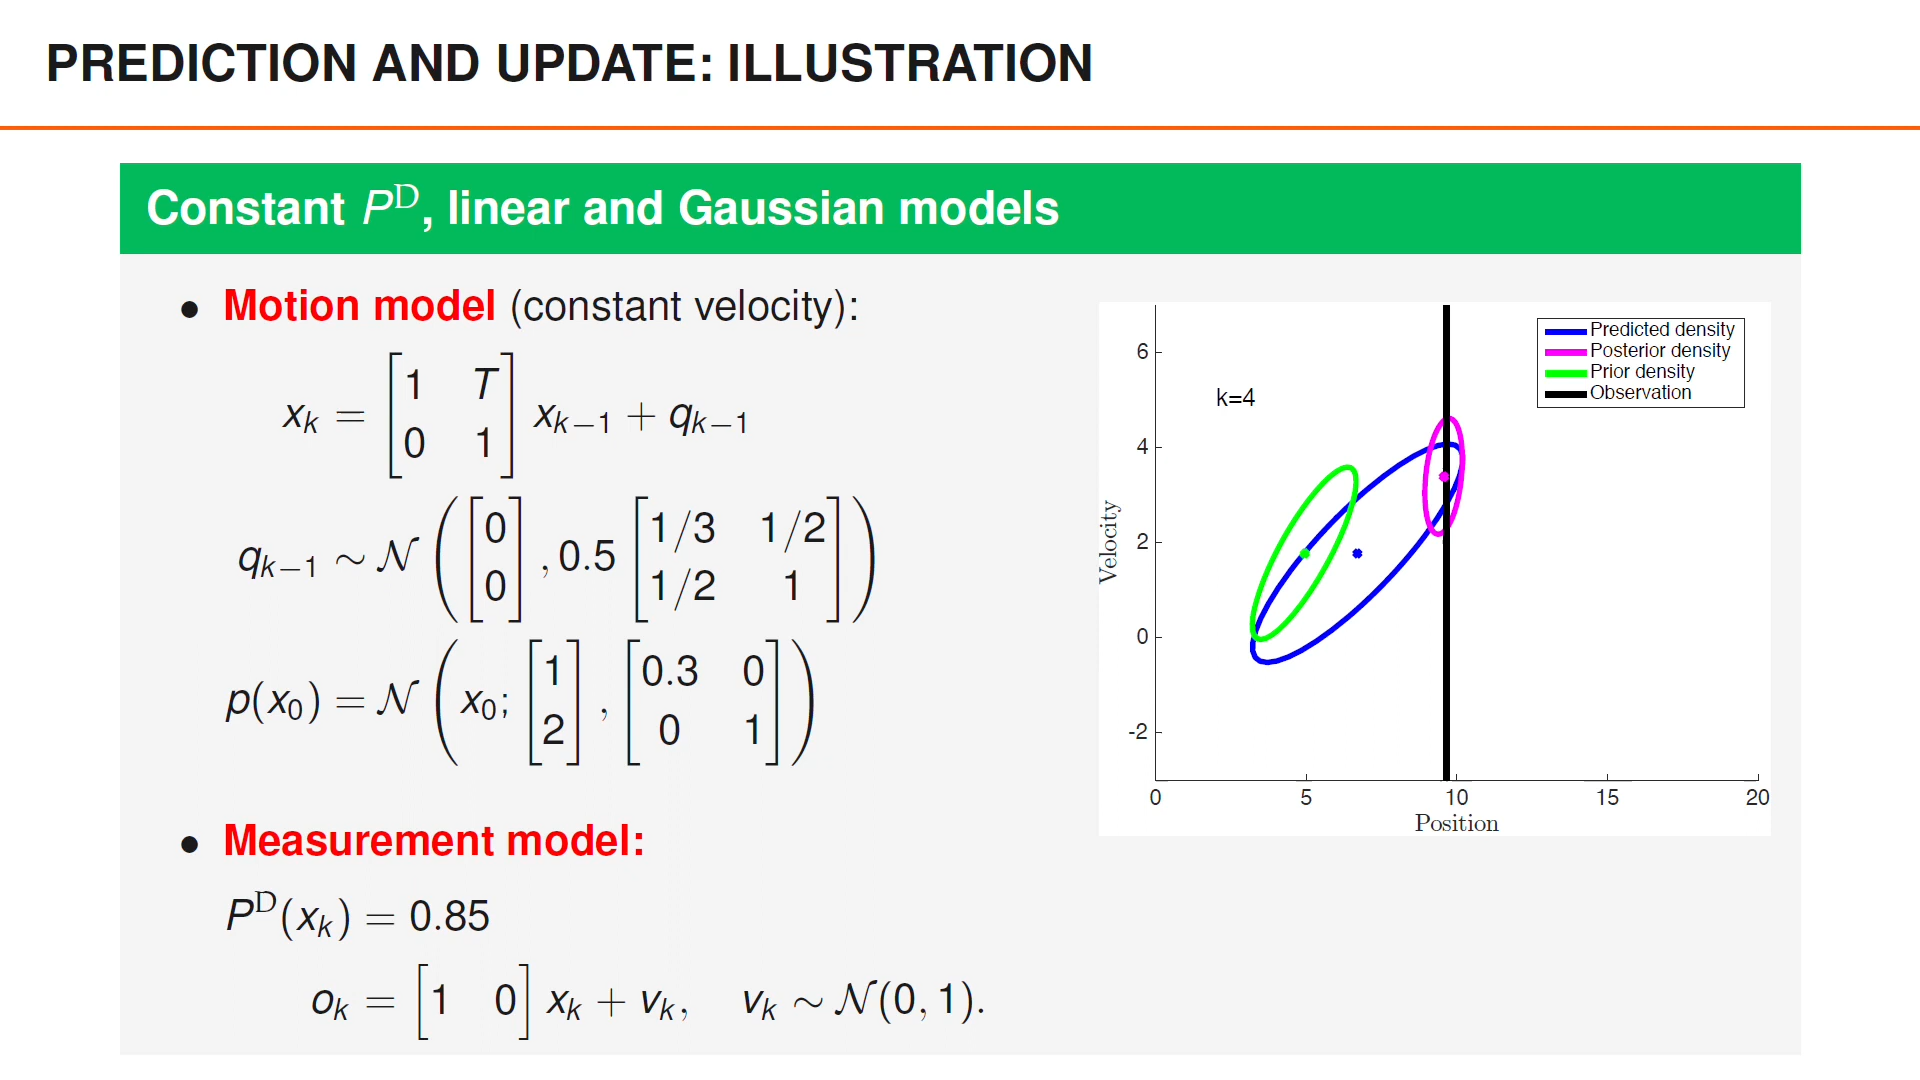 PREDICTION AND UPDATE: ILLUSTRATION
Constant P^D, linear and Gaussian models
• Motion model (constant velocity):
x_k = [1 T; 0 1] x_{k−1} + q_{k−1}
q_{k−1} ∼ 𝒩([0; 0], 0.5 [1/3 1/2; 1/2 1])
p(x_0) = 𝒩(x_0; [1; 2], [0.3 0; 0 1])
• Measurement model:
P^D(x_k) = 0.85
o_k = [1 0] x_k + v_k, v_k ∼ 𝒩(0, 1).
Predicted density
Posterior density
Prior density
Observation
k=4
6
4
2
0
-2
Velocity
0 5 10 15 20
Position